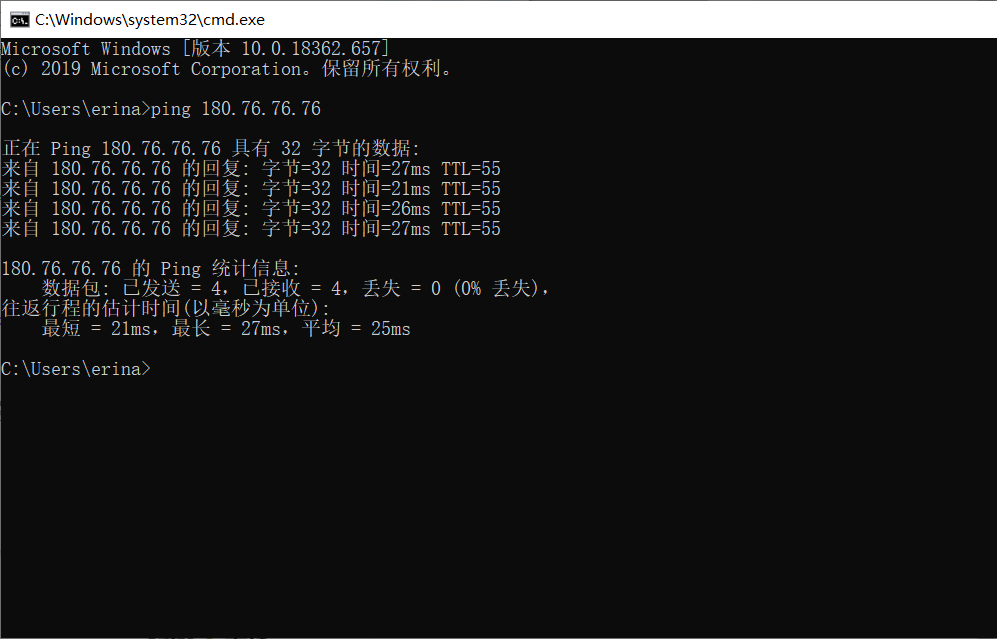 C:\Windows\system32\cmd.exe
Microsoft Windows [版本 10.0.18362.657]
(c) 2019 Microsoft Corporation。保留所有权利。
C:\Users\erina>ping 180.76.76.76
正在 Ping 180.76.76.76 具有 32 字节的数据:
来自 180.76.76.76 的回复: 字节=32 时间=27ms TTL=55
来自 180.76.76.76 的回复: 字节=32 时间=21ms TTL=55
来自 180.76.76.76 的回复: 字节=32 时间=26ms TTL=55
来自 180.76.76.76 的回复: 字节=32 时间=27ms TTL=55
180.76.76.76 的 Ping 统计信息:
数据包: 已发送 = 4，已接收 = 4，丢失 = 0 (0% 丢失)，
往返行程的估计时间(以毫秒为单位):
最短 = 21ms，最长 = 27ms，平均 = 25ms
C:\Users\erina>